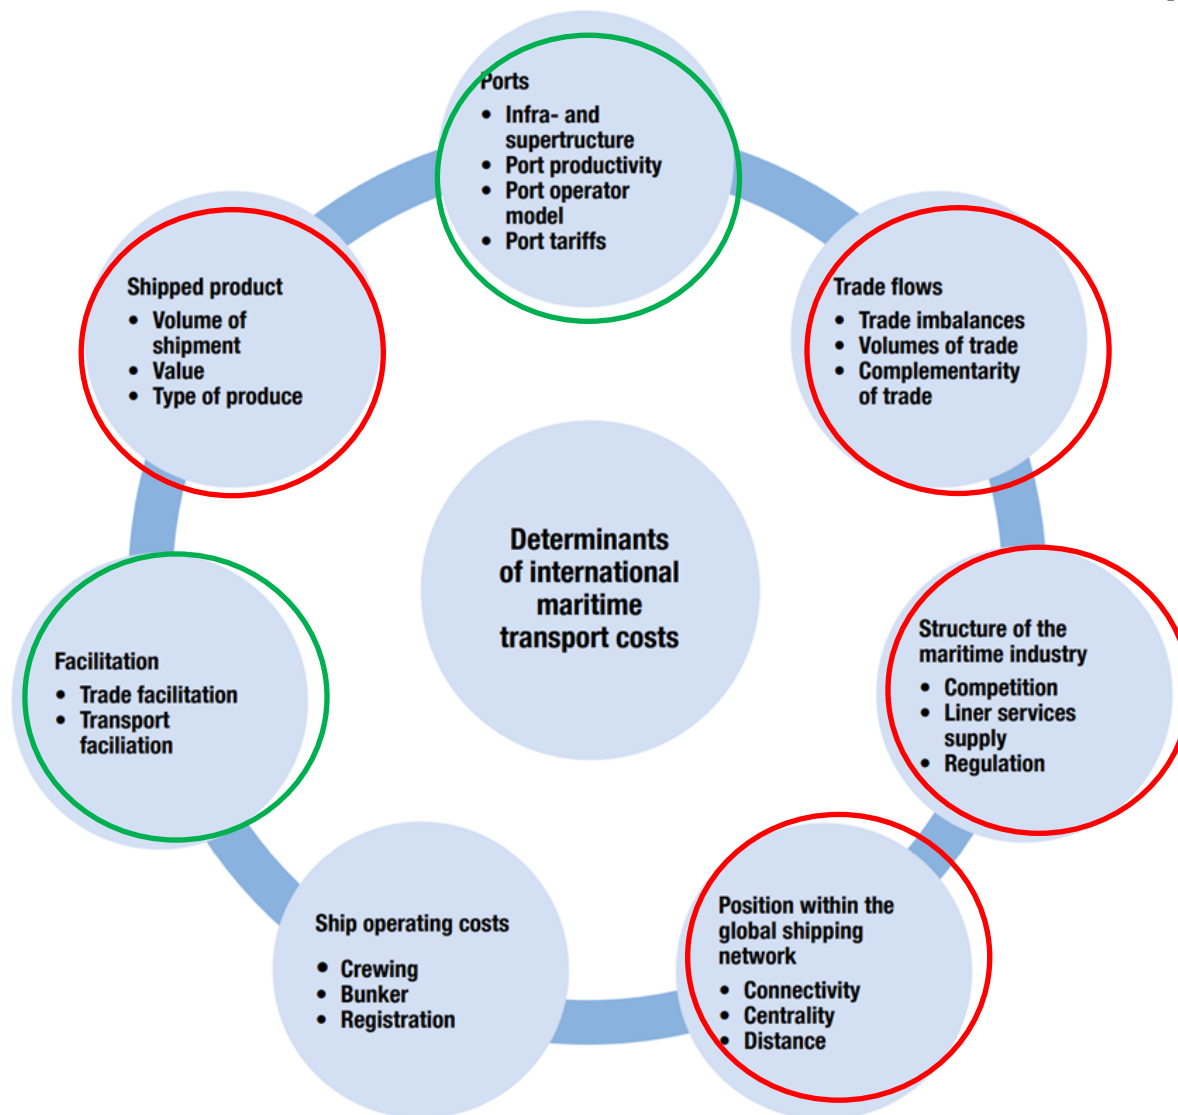 Ports
• Infra- and
supertructure
• Port productivity
• Port operator
model
• Port tariffs
Trade flows
• Trade imbalances
• Volumes of trade
• Complementarity
of trade
Structure of the
maritime industry
• Competition
• Liner services
supply
• Regulation
Position within the
global shipping
network
• Connectivity
• Centrality
• Distance
Ship operating costs
• Crewing
• Bunker
• Registration
Facilitation
• Trade facilitation
• Transport
faciliation
Shipped product
• Volume of
shipment
• Value
• Type of produce
Determinants
of international
maritime
transport costs